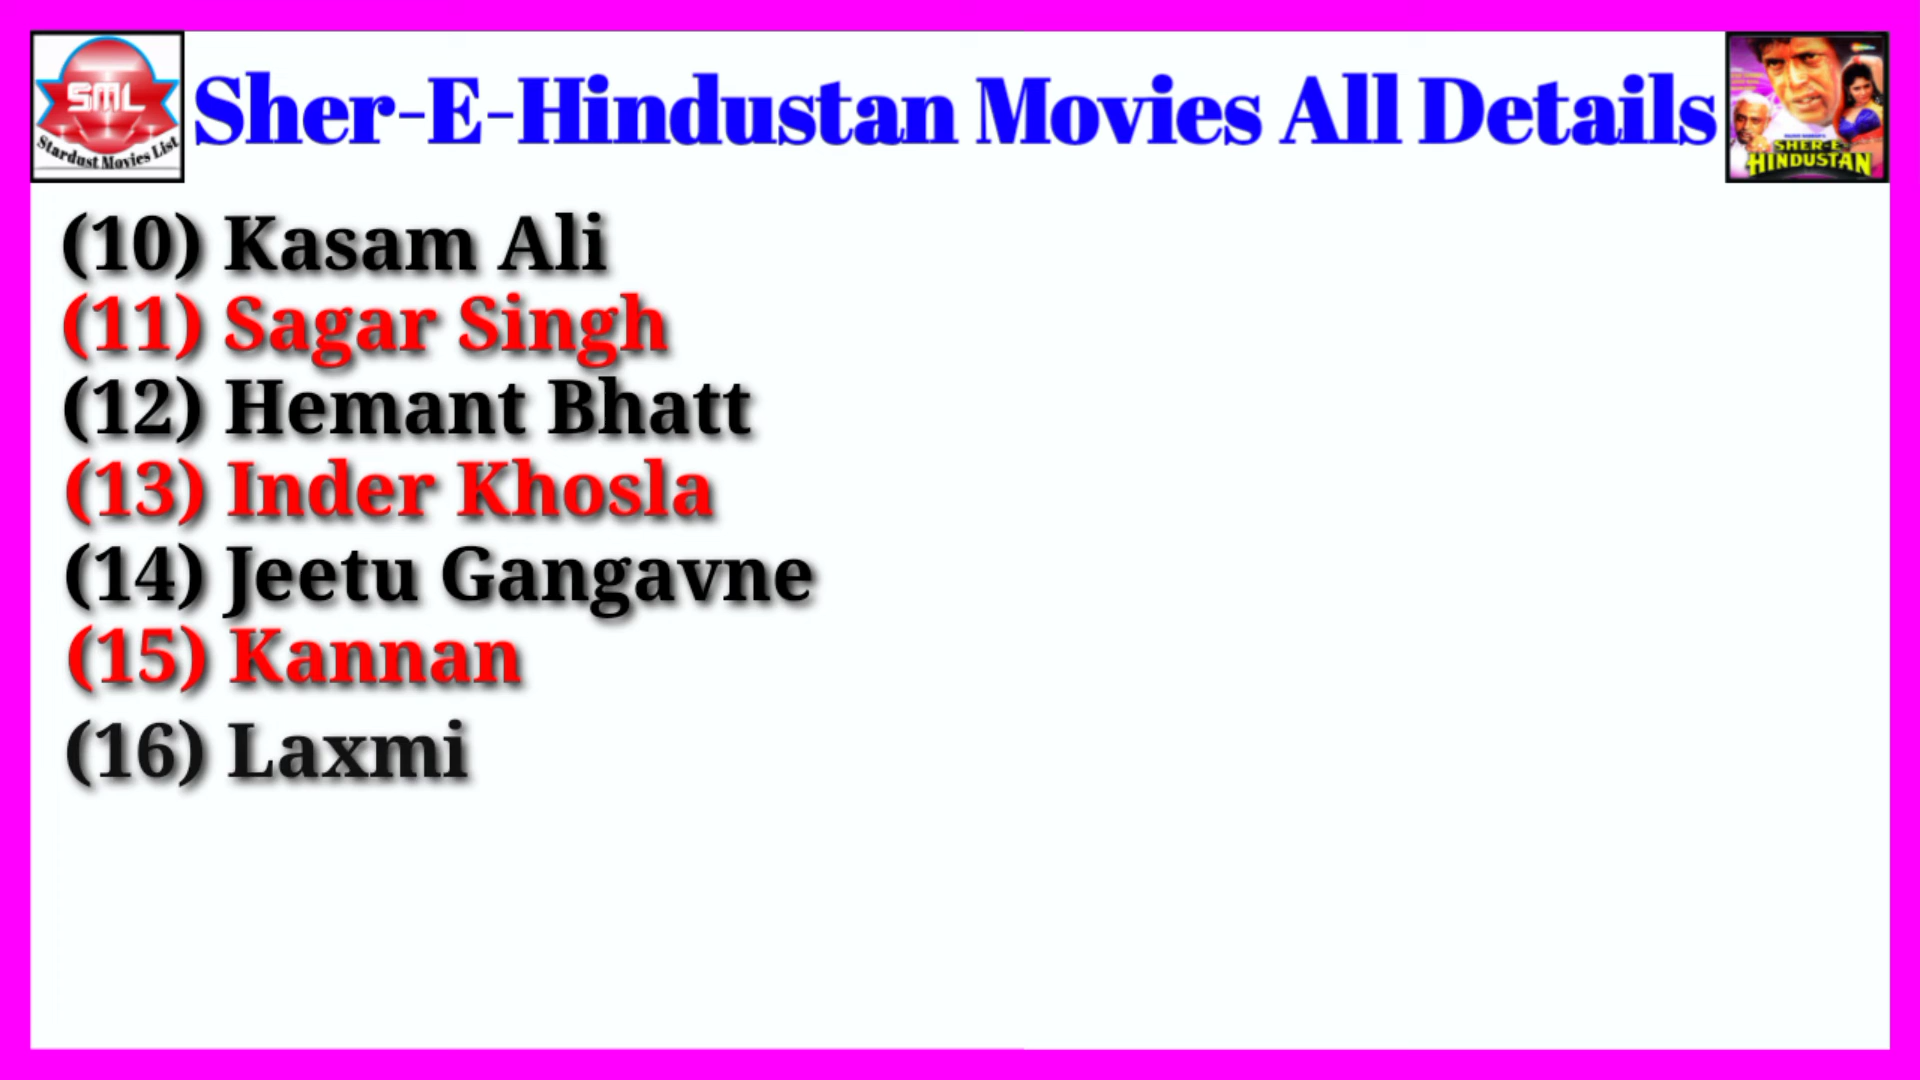 SML
Stardust Movies List
Sher-E-Hindustan Movies All Details
SHER-E-
HINDUSTAN
(10) Kasam Ali
(11) Sagar Singh
(12) Hemant Bhatt
(13) Inder Khosla
(14) Jeetu Gangavne
(15) Kannan
(16) Laxmi